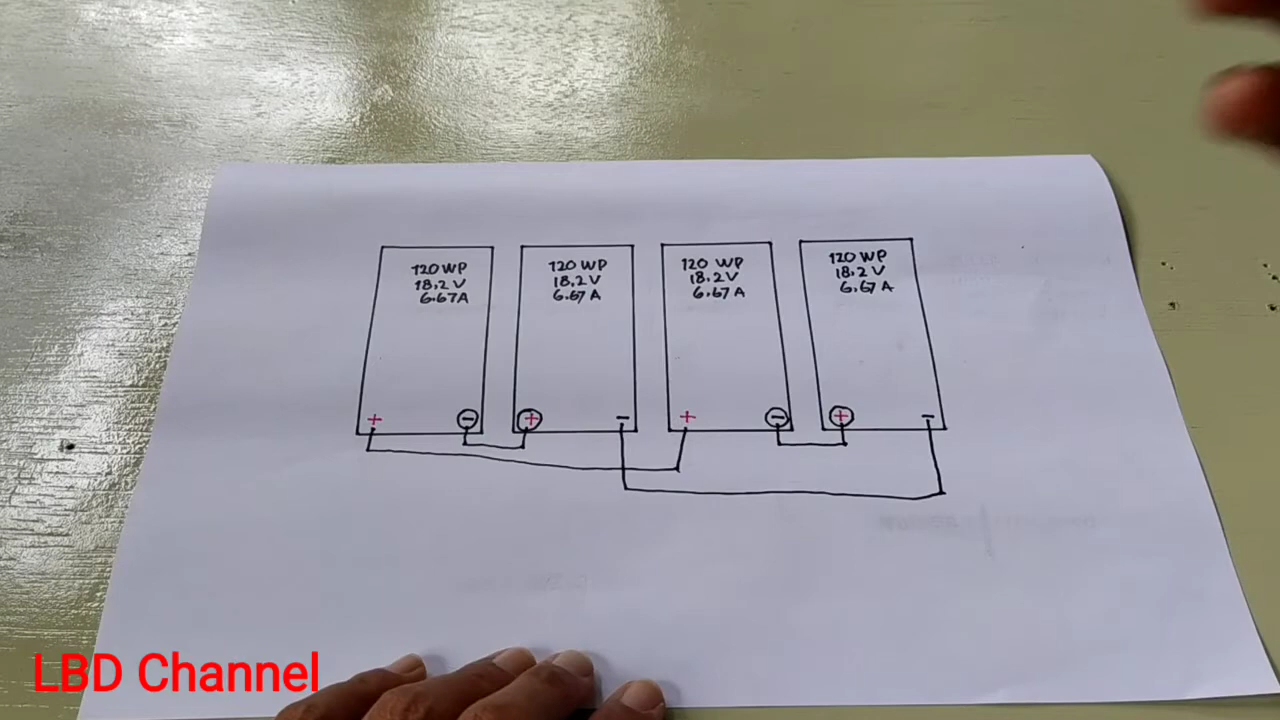 120 WP
18.2 V
6.67A
+
-
120 WP
18.2 V
6.67 A
+
-
120 WP
18.2 V
6.67 A
+
-
120 WP
18.2 V
6.67 A
+
-
LBD Channel